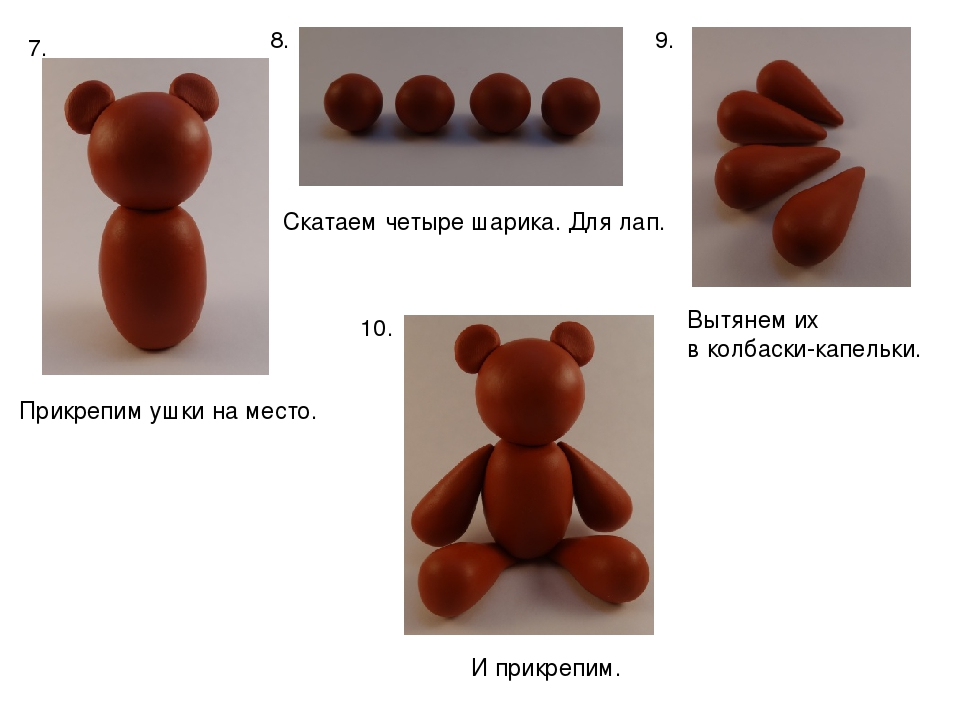 7.
Прикрепим ушки на место.
8.
Скатаем четыре шарика. Для лап.
9.
Вытянем их
в колбаски-капельки.
10.
И прикрепим.